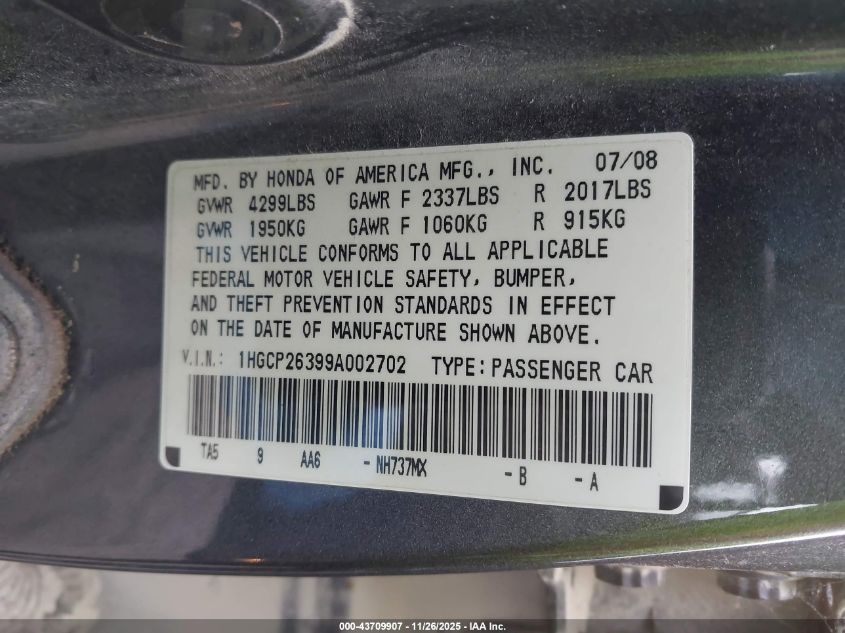 MFD. BY HONDA OF AMERICA MFG., INC. 07/08
GVWR 4299LBS GAWR F 2337LBS R 2017LBS
GVWR 1950KG GAWR F 1060KG R 915KG
THIS VEHICLE CONFORMS TO ALL APPLICABLE
FEDERAL MOTOR VEHICLE SAFETY, BUMPER,
AND THEFT PREVENTION STANDARDS IN EFFECT
ON THE DATE OF MANUFACTURE SHOWN ABOVE.
V.I.N.: 1HGCP26399A002702 TYPE:PASSENGER CAR
TA5 9 AA6 -NH737MX -B -A
000-43709907 - 11/26/2025 - IAA Inc.